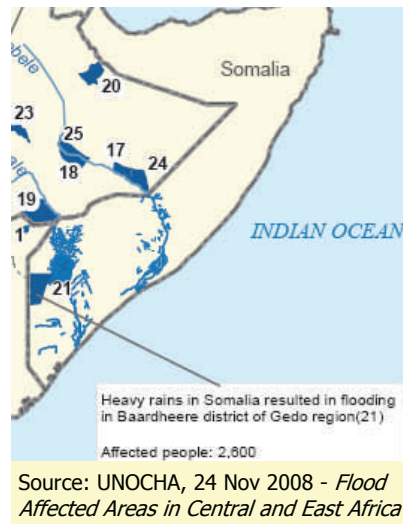 bele
Somalia
20
23
25
17
24
18
bele
19
1
INDIAN OCEAN
21
Heavy rains in Somalia resulted in flooding
in Baardheere district of Gedo region(21)
Affected people: 2,600
Source: UNOCHA, 24 Nov 2008 - Flood
Affected Areas in Central and East Africa